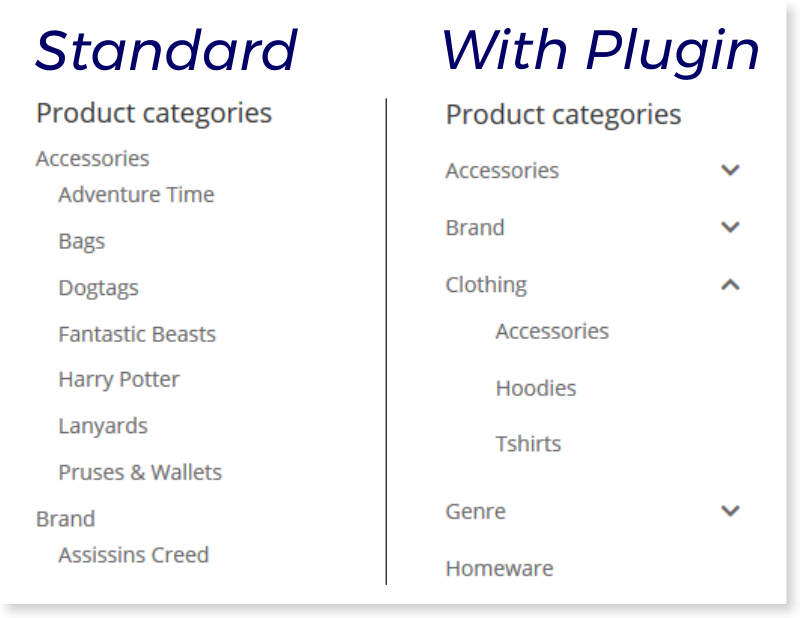 Standard
Product categories
Accessories
Adventure Time
Bags
Dogtags
Fantastic Beasts
Harry Potter
Lanyards
Pruses & Wallets
Brand
Assissins Creed
With Plugin
Product categories
Accessories
Brand
Clothing
Accessories
Hoodies
Tshirts
Genre
Homeware